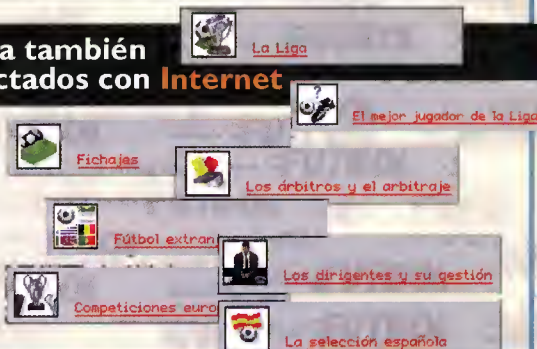 a también
ctados con Internet
La Liga
El mejor jugador de la Liga
Fichajes
Los árbitros y el arbitraje
Fútbol extran
Los dirigentes y su gestión
Competiciones euro
La selección española